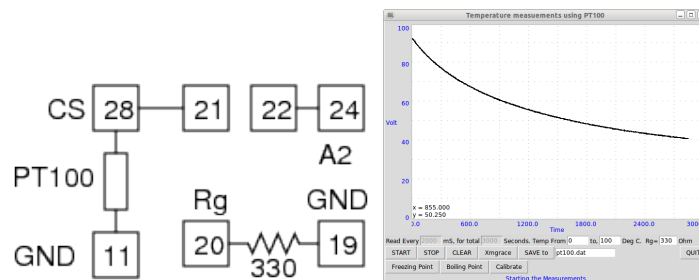 CS 28 21 22 24
A2
PT100
Rg GND
GND 11 20 19
330
Temperature measuements using PT100
100
80
60
Volt
40
20
0
x = 855.000
y = 50.250
0.0 600.0 1200.0 1800.0 2400.0
Time
Read Every 2000 mS. for total 3000 Seconds. Temp From 0 to, 100 Deg C. Rg= 330 Ohm
START STOP CLEAR Xmgrace SAVE to pt100.dat QUIT
Freezing Point Boiling Point Calibrate
Starting the Measurements